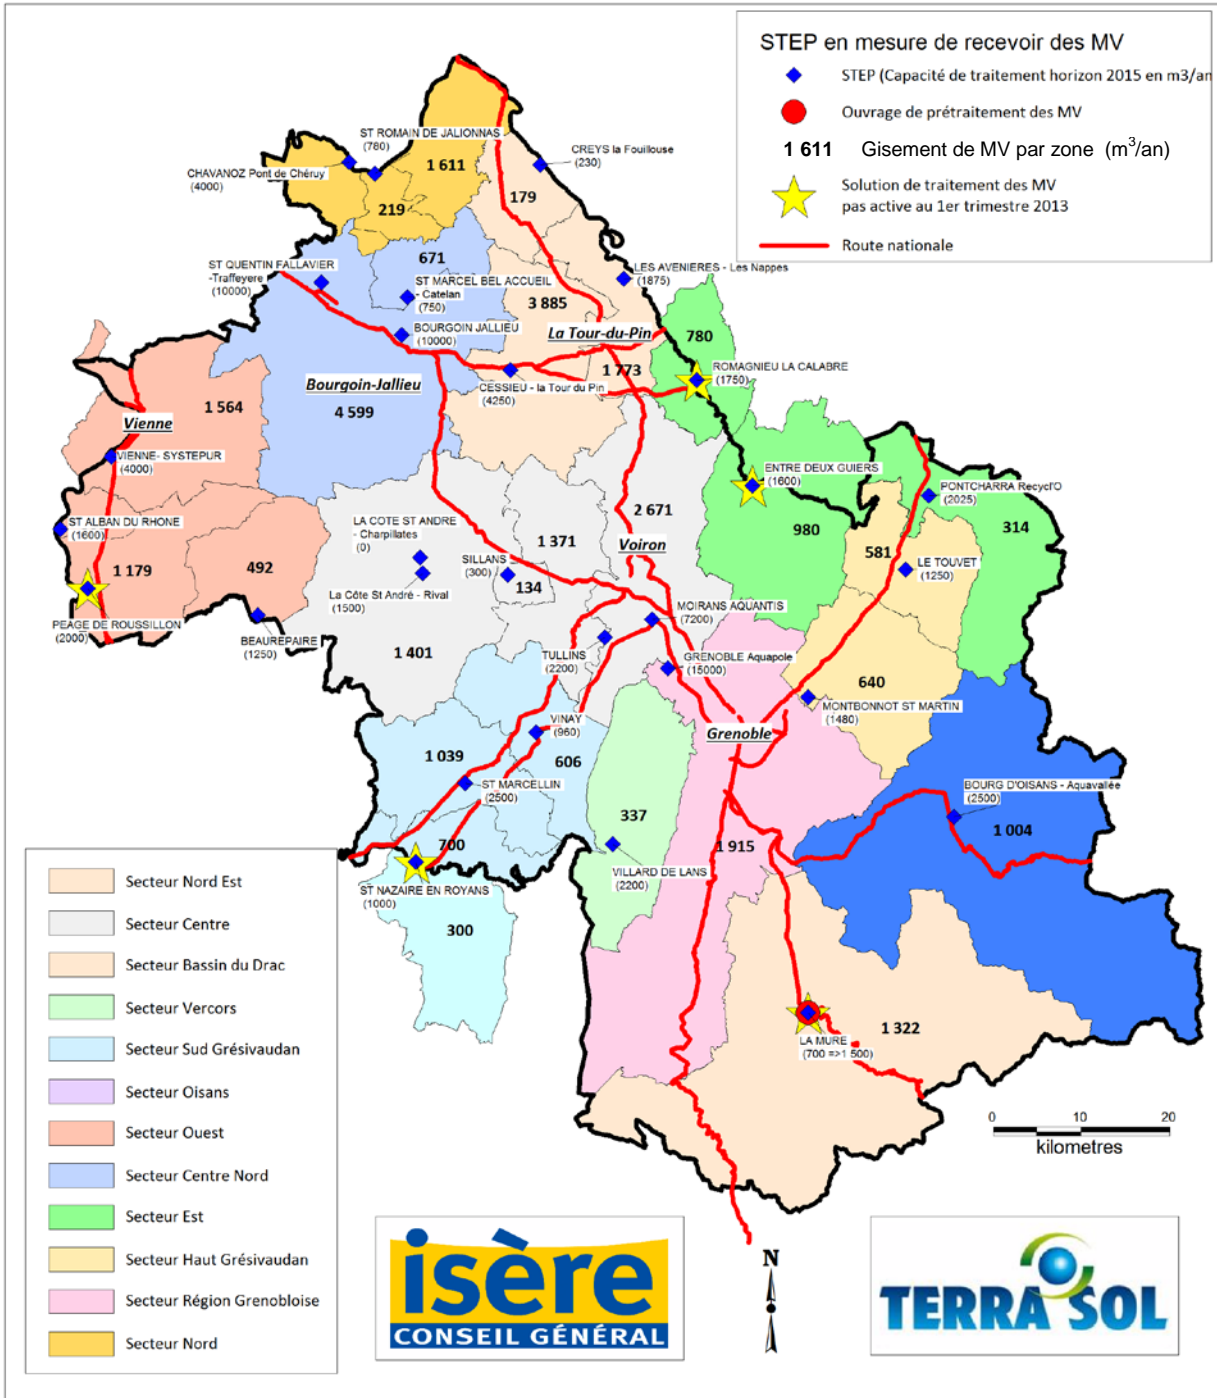 STEP en mesure de recevoir des MV
STEP (Capacité de traitement horizon 2015 en m3/an
Ouvrage de prétraitement des MV
1 611 Gisement de MV par zone (m³/an)
Solution de traitement des MV
pas active au 1er trimestre 2013
Route nationale
ST ROMAIN DE JALIONNAS
(780)
CHAVANOZ Pont de Chéruy
(4000)
1 611
219
CREYS la Fouillouse
(230)
179
ST QUENTIN FALLAVIER
-Traffeyere
(10000)
671
ST MARCEL BEL ACCUEIL
- Catelan
(750)
LES AVENIERES - Les Nappes
(1875)
3 885
BOURGOIN JALLIEU
(10000)
La Tour-du-Pin
780
1 773
ROMAGNIEU LA CALABRE
(1750)
Bourgoin-Jallieu
4 599
CESSIEU - la Tour du Pin
(4250)
1 564
Vienne
VIENNE- SYSTEPUR
(4000)
ENTRE DEUX GUIERS
(1600)
980
PONTCHARRA Recycl'O
(2025)
314
ST ALBAN DU RHONE
(1600)
1 179
492
LA COTE ST ANDRE
- Charpillates
(0)
La Côte St André - Rival
(1500)
SILLANS
(300)
1 371
134
2 671
Voiron
581
LE TOUVET
(1250)
PEAGE DE ROUSSILLON
(2000)
BEAUREPAIRE
(1250)
1 401
MOIRANS AQUANTIS
(7200)
TULLINS
(2200)
GRENOBLE Aquapole
(15000)
640
MONTBONNOT ST MARTIN
(1480)
VINAY
(960)
Grenoble
1 039
606
ST MARCELLIN
(2500)
BOURG D'OISANS - Aquavallée
(2500)
1 004
337
VILLARD DE LANS
(2200)
1 915
700
ST NAZAIRE EN ROYANS
(1000)
300
1 322
LA MURE
(700 =>1 500)
Secteur Nord Est
Secteur Centre
Secteur Bassin du Drac
Secteur Vercors
Secteur Sud Grésivaudan
Secteur Oisans
Secteur Ouest
Secteur Centre Nord
Secteur Est
Secteur Haut Grésivaudan
Secteur Région Grenobloise
Secteur Nord
0 10 20
kilometres
isère
CONSEIL GÉNÉRAL
N
TERRA SOL